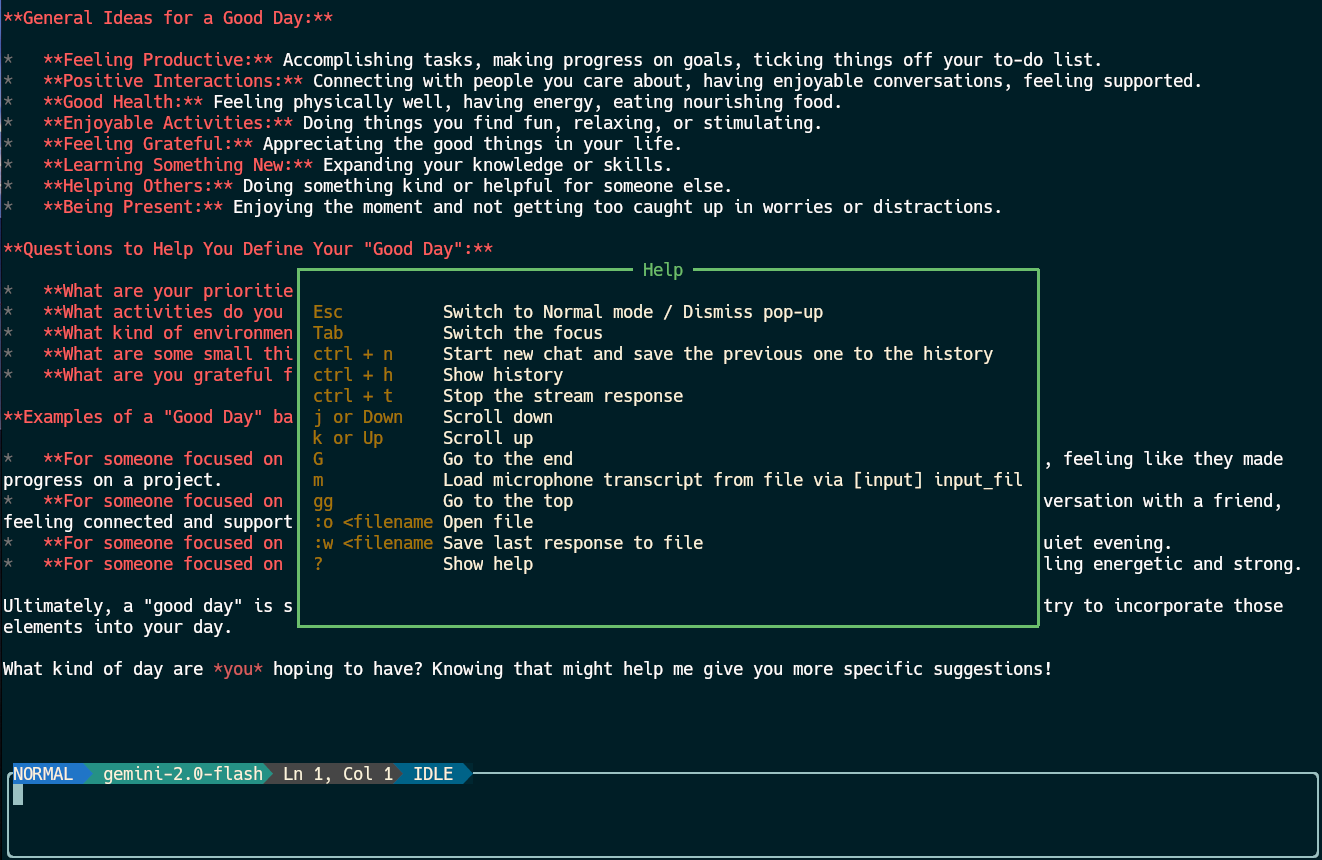 **General Ideas for a Good Day:**
*   **Feeling Productive:** Accomplishing tasks, making progress on goals, ticking things off your to-do list.
*   **Positive Interactions:** Connecting with people you care about, having enjoyable conversations, feeling supported.
*   **Good Health:** Feeling physically well, having energy, eating nourishing food.
*   **Enjoyable Activities:** Doing things you find fun, relaxing, or stimulating.
*   **Feeling Grateful:** Appreciating the good things in your life.
*   **Learning Something New:** Expanding your knowledge or skills.
*   **Helping Others:** Doing something kind or helpful for someone else.
*   **Being Present:** Enjoying the moment and not getting too caught up in worries or distractions.
**Questions to Help You Define Your "Good Day":**
*   **What are your prioritie
*   **What activities do you
*   **What kind of environmen
*   **What are some small thi
*   **What are you grateful f
**Examples of a "Good Day" ba
*   **For someone focused on , feeling like they made
progress on a project.
*   **For someone focused on versation with a friend,
feeling connected and support
*   **For someone focused on uiet evening.
*   **For someone focused on ling energetic and strong.
Ultimately, a "good day" is s try to incorporate those
elements into your day.
What kind of day are *you* hoping to have? Knowing that might help me give you more specific suggestions!
Help
Esc Switch to Normal mode / Dismiss pop-up
Tab Switch the focus
ctrl + n Start new chat and save the previous one to the history
ctrl + h Show history
ctrl + t Stop the stream response
j or Down Scroll down
k or Up Scroll up
G Go to the end
m Load microphone transcript from file via [input] input_fil
gg Go to the top
:o <filename Open file
:w <filename Save last response to file
? Show help
NORMAL gemini-2.0-flash Ln 1, Col 1 IDLE